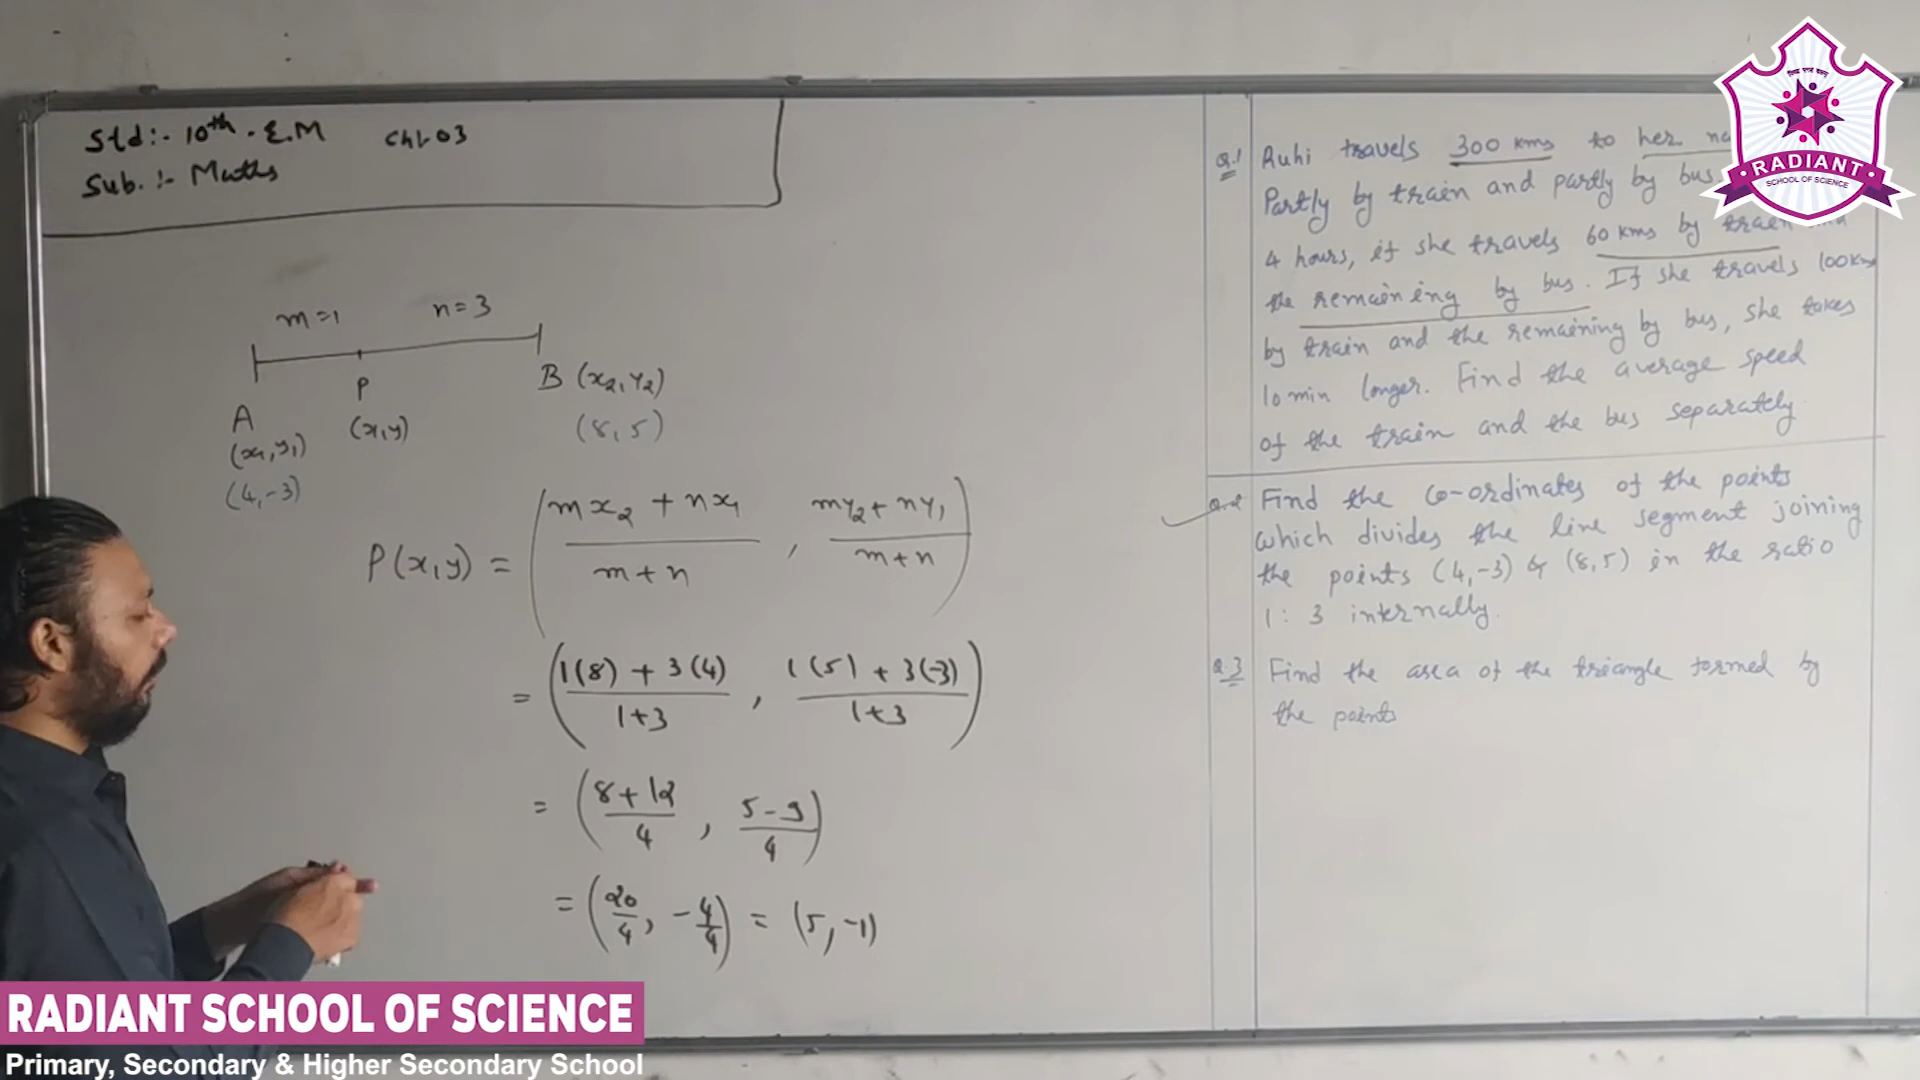 Std:- 10th - E.M Ch:-03
Sub. :- Maths
m=1 n=3
A P B (x2, y2)
(x1, y1) (x, y) (8, 5)
(4, -3)
P(x, y) = (mx2 + nx1 / m+n , my2 + ny1 / m+n)
= (1(8) + 3(4) / 1+3 , 1(5) + 3(-3) / 1+3)
= (8+12 / 4 , 5-9 / 4)
= (20/4, -4/4) = (5, -1)
Q.1 Ruhi travels 300 kms to her
Partly by train and partly by bus.
4 hours, if she travels 60 kms by train
the remaining by bus. If she travels 100km
by train and the remaining by bus, she takes
10 min longer. Find the average speed
of the train and the bus separately.
Q.2 Find the co-ordinates of the points
which divides the line segment joining
the points (4, -3) & (8, 5) in the ratio
1 : 3 internally.
Q.3 Find the area of the triangle formed by
the points
RADIANT
SCHOOL OF SCIENCE
RADIANT SCHOOL OF SCIENCE
Primary, Secondary & Higher Secondary School